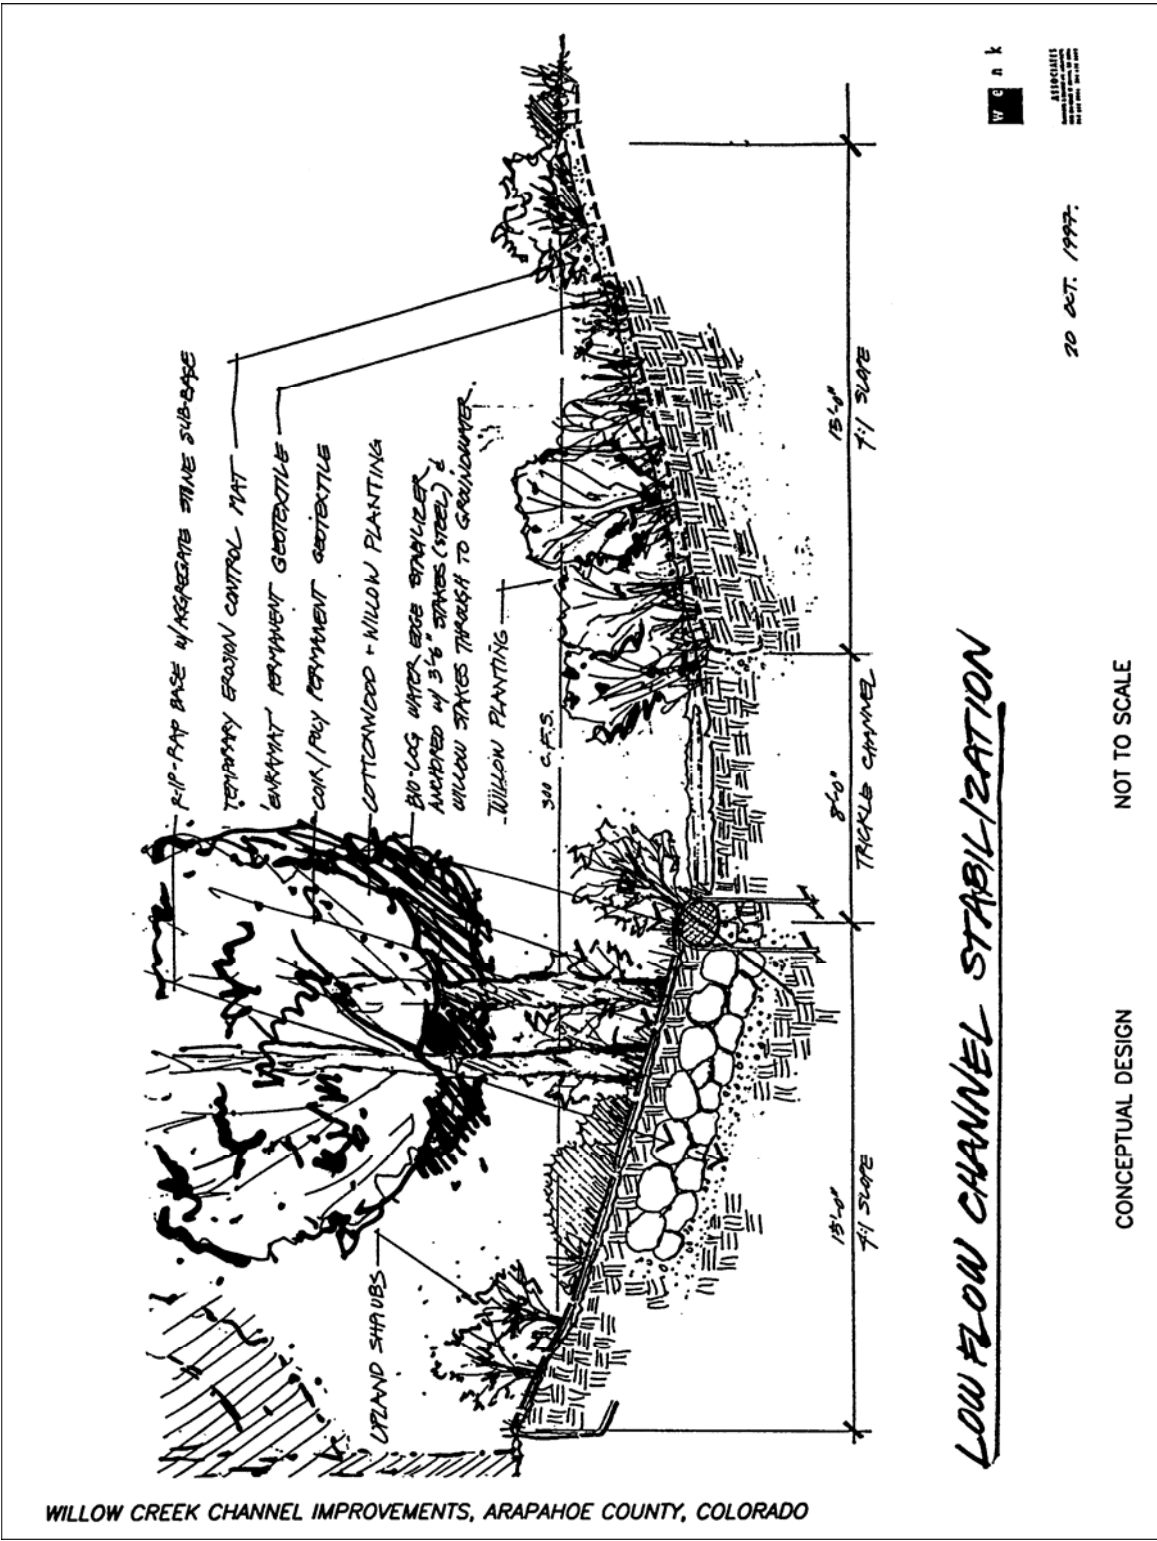 RIP-RAP BASE W/AGGREGATE STONE SUB-BASE
TEMPORARY EROSION CONTROL MAT
'ENKAMAT' PERMANENT GEOTEXTILE
COIR/POLY PERMANENT GEOTEXTILE
COTTONWOOD + WILLOW PLANTING
BIO-LOG WATER EDGE STABILIZER
ANCHORED W/ 3'-6" STAKES (STEEL) &
WILLOW STAKES THROUGH TO GROUNDWATER.
WILLOW PLANTING
UPLAND SHRUBS
300 C.F.S.
15'-0"
4:1 SLOPE
8'-0"
TRICKLE CHANNEL
15'-0"
4:1 SLOPE
LOW FLOW CHANNEL STABILIZATION
20 OCT. 1997.
wenk
ASSOCIATES
CONCEPTUAL DESIGN
NOT TO SCALE
WILLOW CREEK CHANNEL IMPROVEMENTS, ARAPAHOE COUNTY, COLORADO